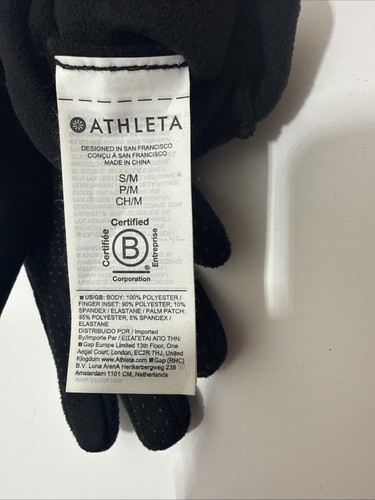 ATHLETA
DESIGNED IN SAN FRANCISCO
CONÇU À SAN FRANCISCO
MADE IN CHINA
S/M
P/M
CH/M
Certified
Certifiée
B
Entreprise
®
Corporation
■ US/GB: BODY: 100% POLYESTER /
FINGER INSET: 90% POLYESTER, 10%
SPANDEX / ELASTANE / PALM PATCH:
95% POLYESTER, 5% SPANDEX /
ELASTANE
DISTRIBUIDO POR / Imported
By/Importe Par / ΕΙΣΑΓΕΤΑΙ ΑΠΟ ΤΗΝ:
■ Gap Europe Limited 13th Floor, One
Angel Court, London, EC2R 7HJ, United
Kingdom www.Athleta.com ■ Gap (RHC)
B.V. Luna ArenA Herikerbergweg 238
Amsterdam 1101 CM, Netherlands